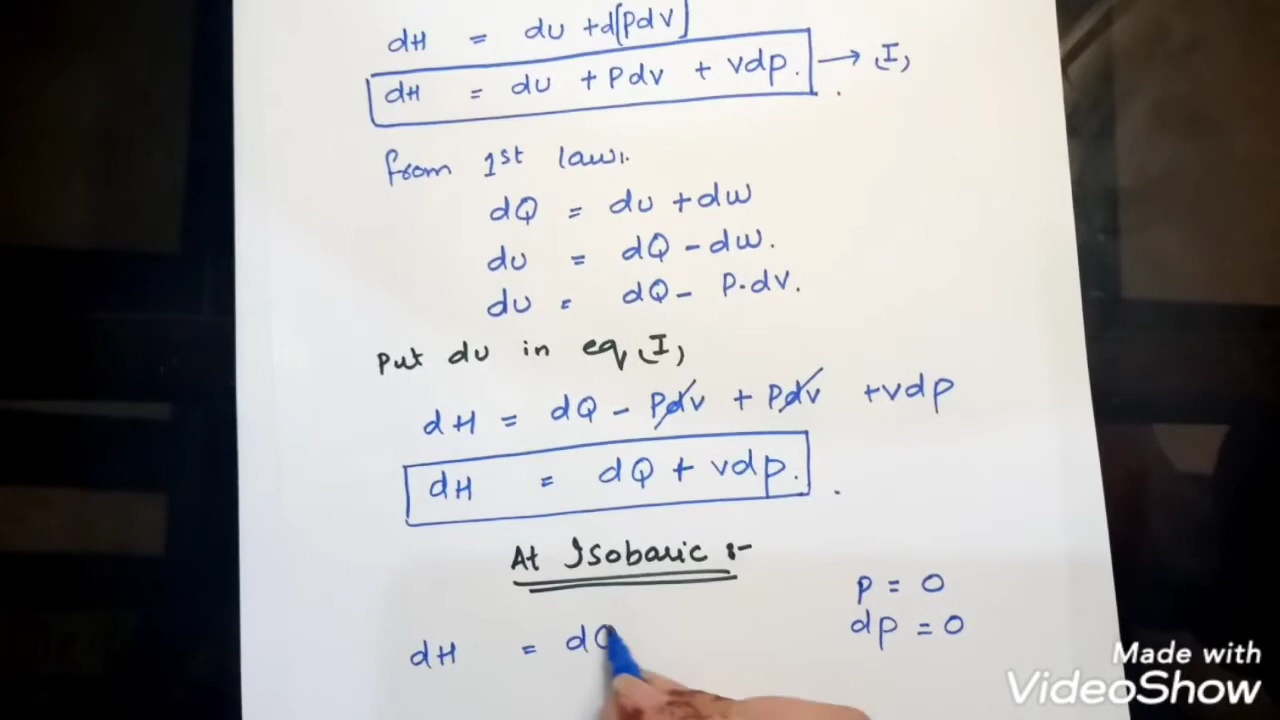 dH = du + d[Pdv]
dH = du + Pdv + vdp. → (I)
from 1st law.
dQ = du + dw
du = dQ - dw.
du = dQ - P.dv.
Put du in eq (I)
dH = dQ - Pdv + Pdv + vdp
dH = dQ + vdp.
At Isobaric :-
P = 0
dp = 0
dH = dQ
Made with
VideoShow